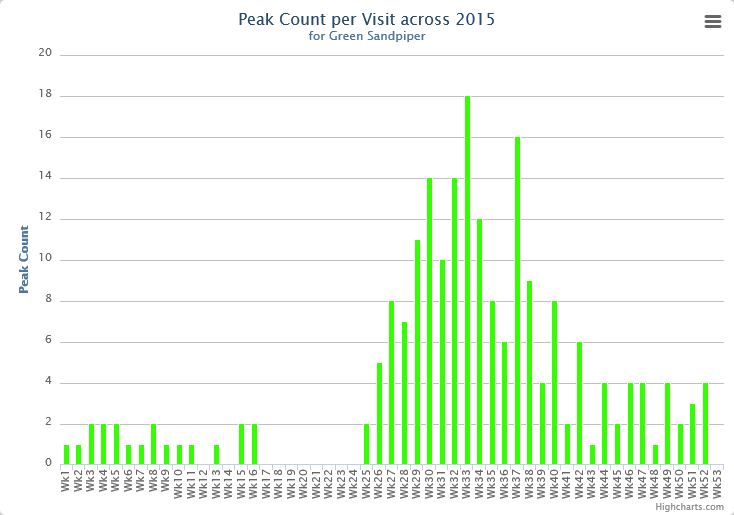 Peak Count per Visit across 2015
for Green Sandpiper
Peak Count
20
18
16
14
12
10
8
6
4
2
0
Wk1
Wk2
Wk3
Wk4
Wk5
Wk6
Wk7
Wk8
Wk9
Wk10
Wk11
Wk12
Wk13
Wk14
Wk15
Wk16
Wk17
Wk18
Wk19
Wk20
Wk21
Wk22
Wk23
Wk24
Wk25
Wk26
Wk27
Wk28
Wk29
Wk30
Wk31
Wk32
Wk33
Wk34
Wk35
Wk36
Wk37
Wk38
Wk39
Wk40
Wk41
Wk42
Wk43
Wk44
Wk45
Wk46
Wk47
Wk48
Wk49
Wk50
Wk51
Wk52
Wk53
Highcharts.com